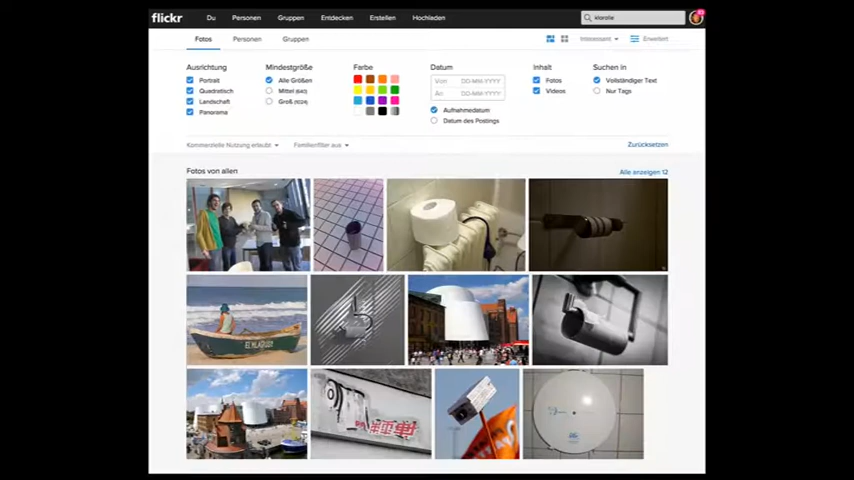 flickr Du Personen Gruppen Entdecken Erstellen Hochladen klorolle
Fotos Personen Gruppen Interessant Erweitert
Ausrichtung Mindestgröße Farbe Datum Inhalt Suchen in
Portrait Alle Größen Von DD-MM-YYYY Fotos Vollständiger Text
Quadratisch Mittel (640) An DD-MM-YYYY Videos Nur Tags
Landschaft Groß (1024) Aufnahmedatum
Panorama Datum des Postings
Kommerzielle Nutzung erlaubt Familienfilter aus Zurücksetzen
Fotos von allen Alle anzeigen 12